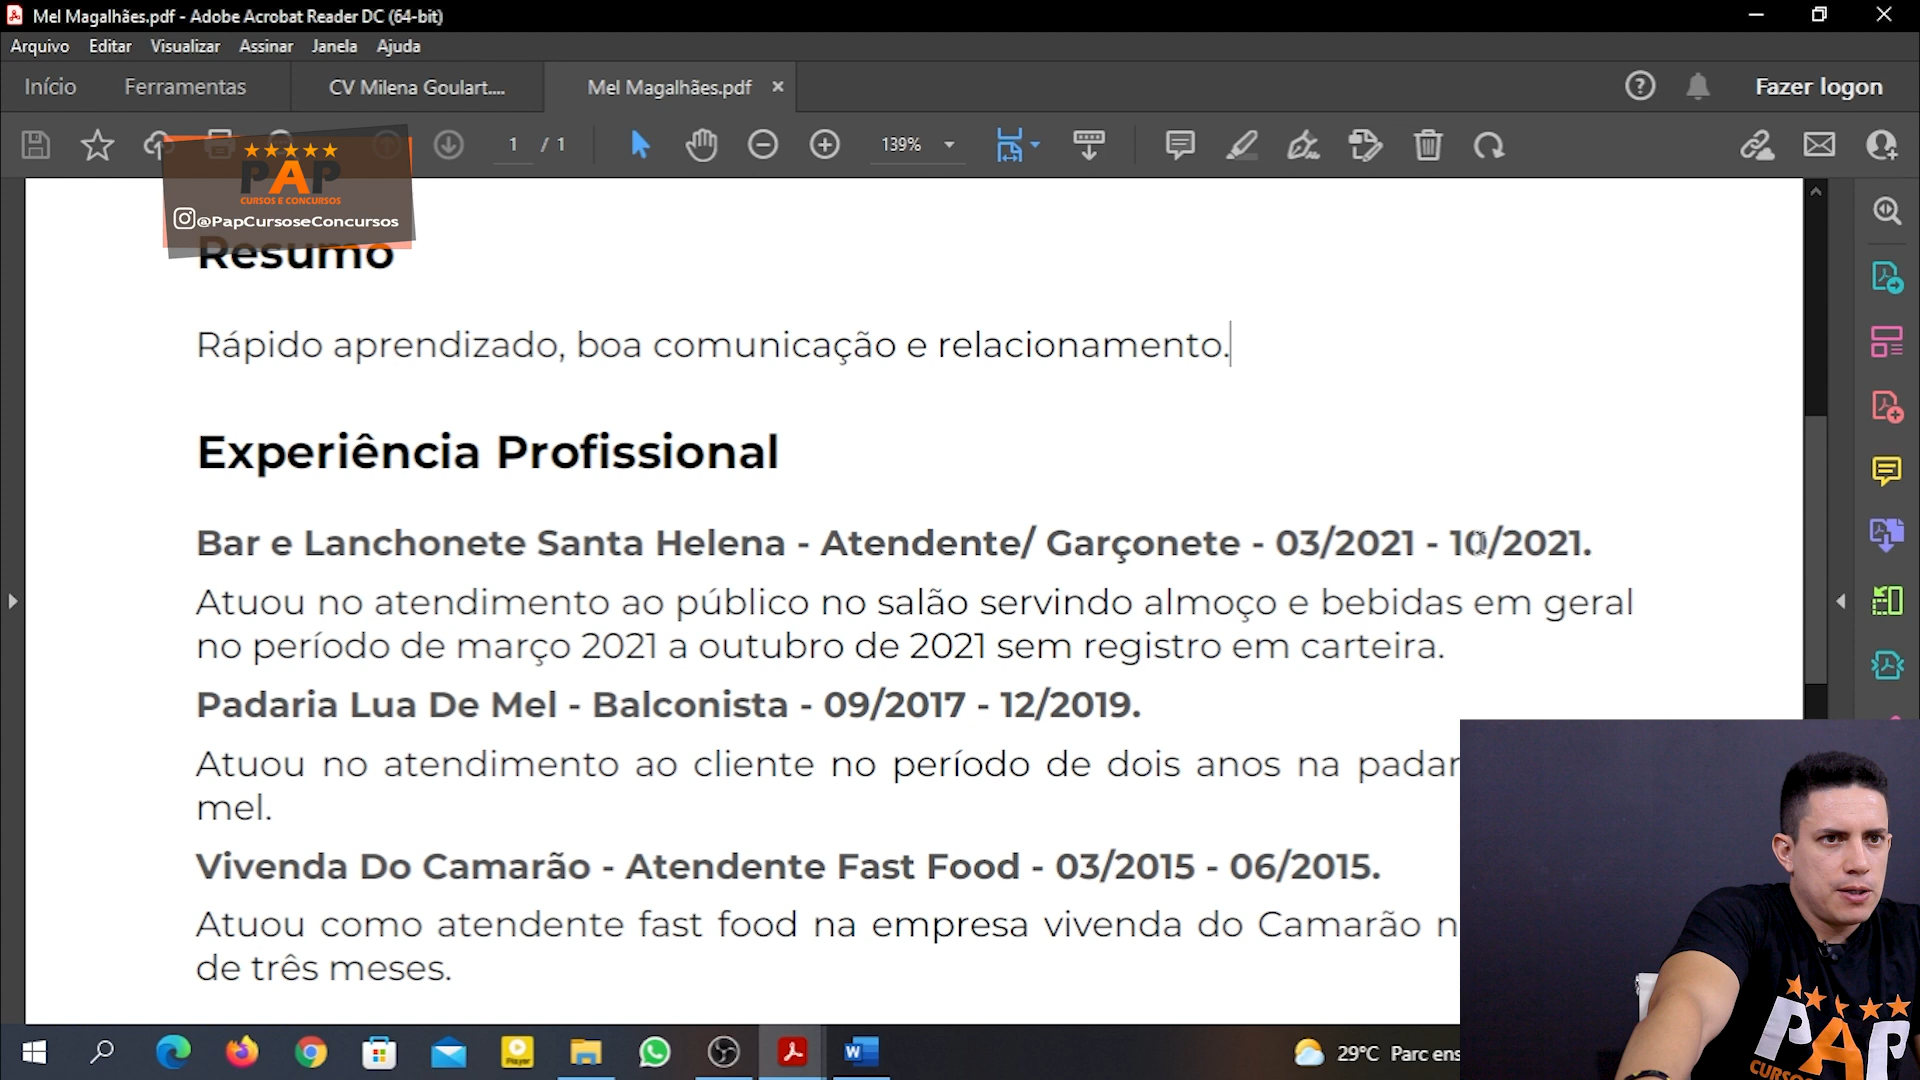 Mel Magalhães.pdf - Adobe Acrobat Reader DC (64-bit)
Arquivo Editar Visualizar Assinar Janela Ajuda
Início Ferramentas CV Milena Goulart.... Mel Magalhães.pdf × Fazer logon
1 / 1 139%
PAP
CURSOS E CONCURSOS
@PapCursoseConcursos
Resumo
Rápido aprendizado, boa comunicação e relacionamento.
Experiência Profissional
Bar e Lanchonete Santa Helena - Atendente/ Garçonete - 03/2021 - 10/2021.
Atuou no atendimento ao público no salão servindo almoço e bebidas em geral
no período de março 2021 a outubro de 2021 sem registro em carteira.
Padaria Lua De Mel - Balconista - 09/2017 - 12/2019.
Atuou no atendimento ao cliente no período de dois anos na padar
mel.
Vivenda Do Camarão - Atendente Fast Food - 03/2015 - 06/2015.
Atuou como atendente fast food na empresa vivenda do Camarão n
de três meses.
PAP
CURSOS
Player
W
29°C Parc ens